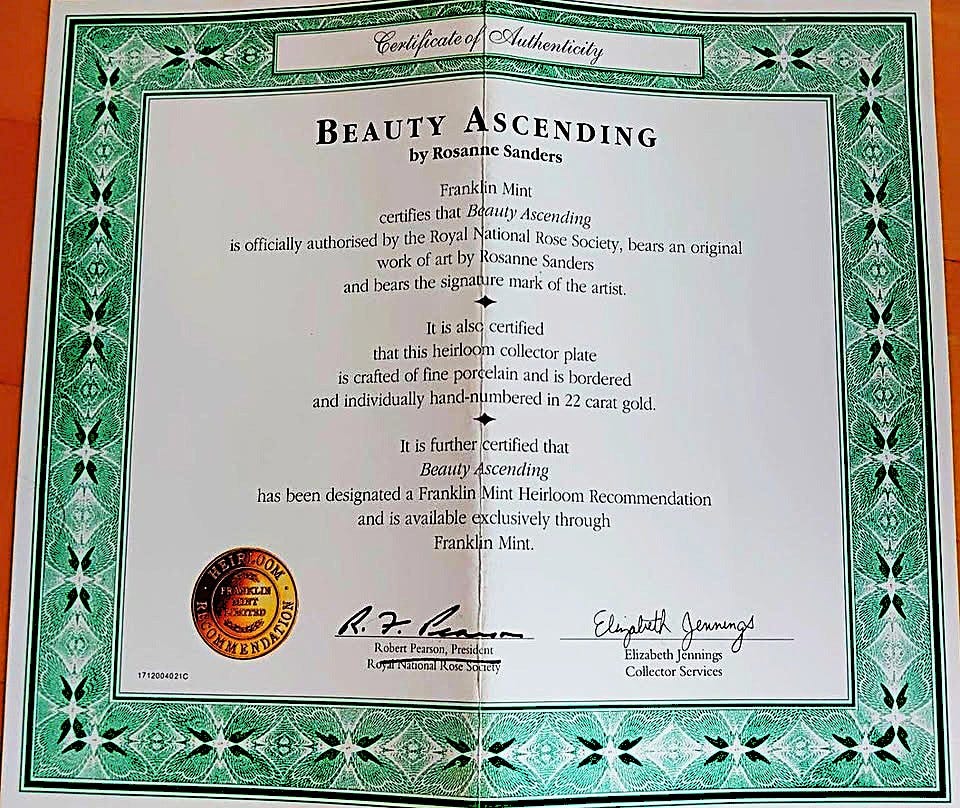 Certificate of Authenticity
BEAUTY ASCENDING
by Rosanne Sanders
Franklin Mint
certifies that Beauty Ascending
is officially authorised by the Royal National Rose Society, bears an original
work of art by Rosanne Sanders
and bears the signature mark of the artist.
It is also certified
that this heirloom collector plate
is crafted of fine porcelain and is bordered
and individually hand-numbered in 22 carat gold.
It is further certified that
Beauty Ascending
has been designated a Franklin Mint Heirloom Recommendation
and is available exclusively through
Franklin Mint.
HEIRLOOM
FRANKLIN
MINT
LIMITED
RECOMMENDATION
R. F. Pearson
Robert Pearson, President
Royal National Rose Society
Elizabeth Jennings
Elizabeth Jennings
Collector Services
1712004021C